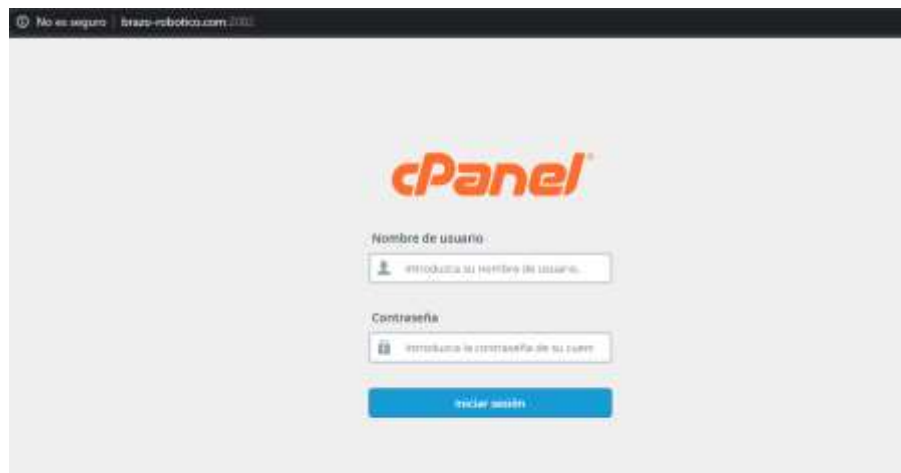 No es seguro | brazo-robotico.com:2082
cPanel
Nombre de usuario
Introduzca su nombre de usuario.
Contraseña
Introduzca la contraseña de su cuen
Iniciar sesión